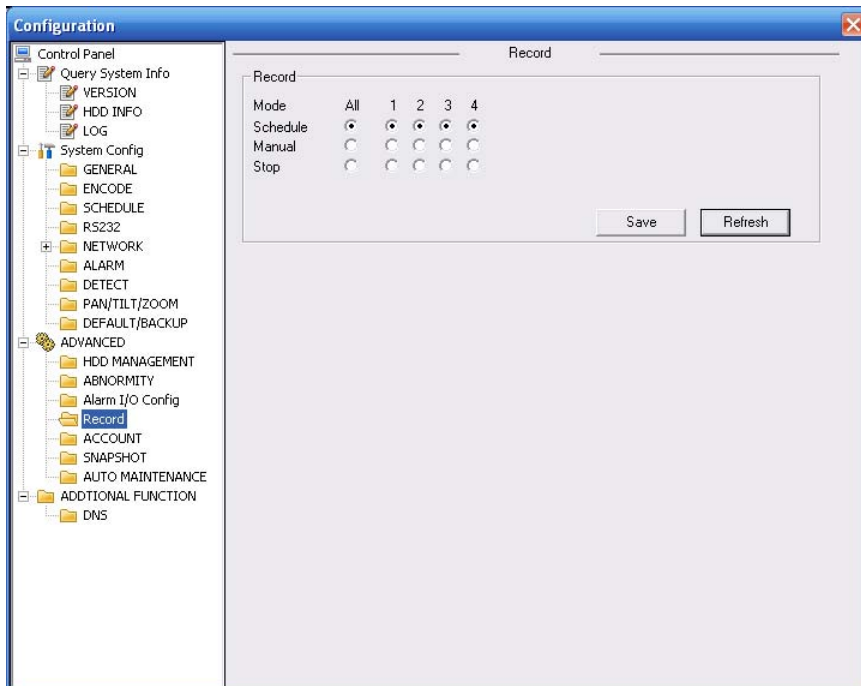 Configuration
Control Panel
Query System Info
VERSION
HDD INFO
LOG
System Config
GENERAL
ENCODE
SCHEDULE
RS232
NETWORK
ALARM
DETECT
PAN/TILT/ZOOM
DEFAULT/BACKUP
ADVANCED
HDD MANAGEMENT
ABNORMITY
Alarm I/O Config
Record
ACCOUNT
SNAPSHOT
AUTO MAINTENANCE
ADDTIONAL FUNCTION
DNS
Record
Record
Mode All 1 2 3 4
Schedule
Manual
Stop
Save Refresh